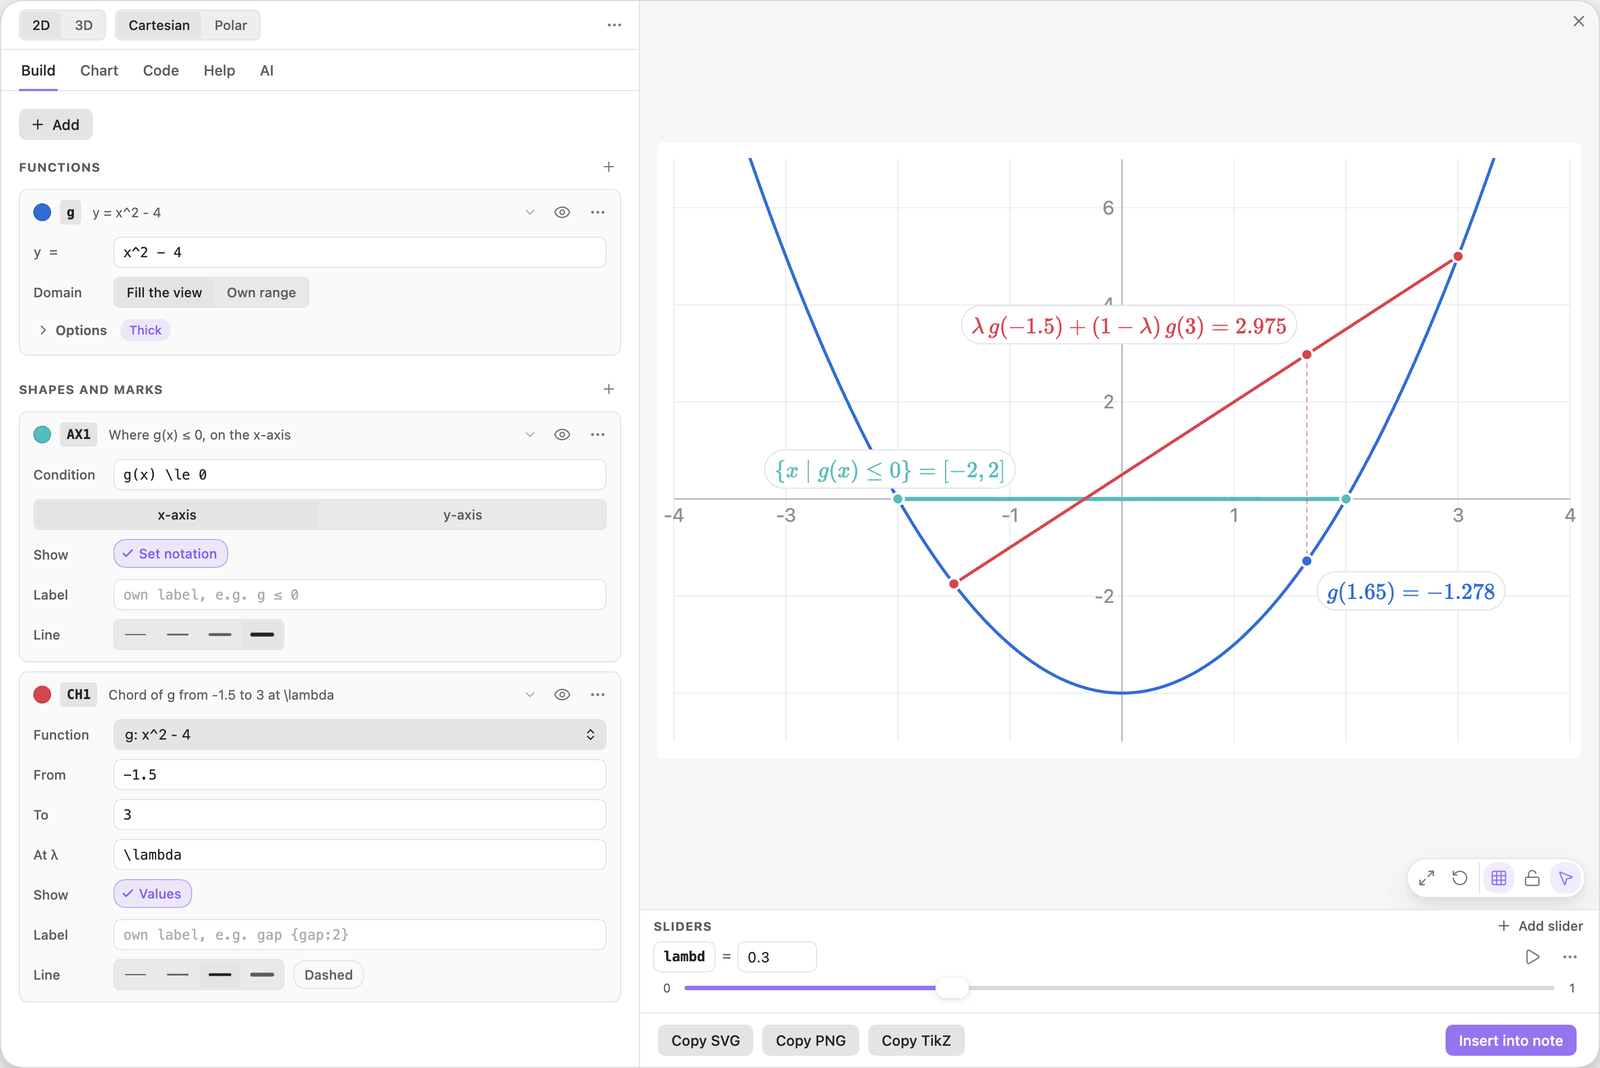 2D 3D Cartesian Polar ···
Build Chart Code Help AI
+ Add
FUNCTIONS +
g y = x^2 - 4
y = x^2 − 4
Domain Fill the view Own range
Options Thick
SHAPES AND MARKS +
AX1 Where g(x) ≤ 0, on the x-axis
Condition g(x) \le 0
x-axis y-axis
Show ✓ Set notation
Label own label, e.g. g ≤ 0
Line
CH1 Chord of g from -1.5 to 3 at \lambda
Function g: x^2 - 4
From −1.5
To 3
At λ \lambda
Show ✓ Values
Label own label, e.g. gap {gap:2}
Line Dashed
6
4
λ g(−1.5) + (1 − λ) g(3) = 2.975
2
{x | g(x) ≤ 0} = [−2, 2]
-4 -3 -1 1 3 4
g(1.65) = −1.278
-2
SLIDERS + Add slider
lambd = 0.3
0 1
Copy SVG Copy PNG Copy TikZ Insert into note